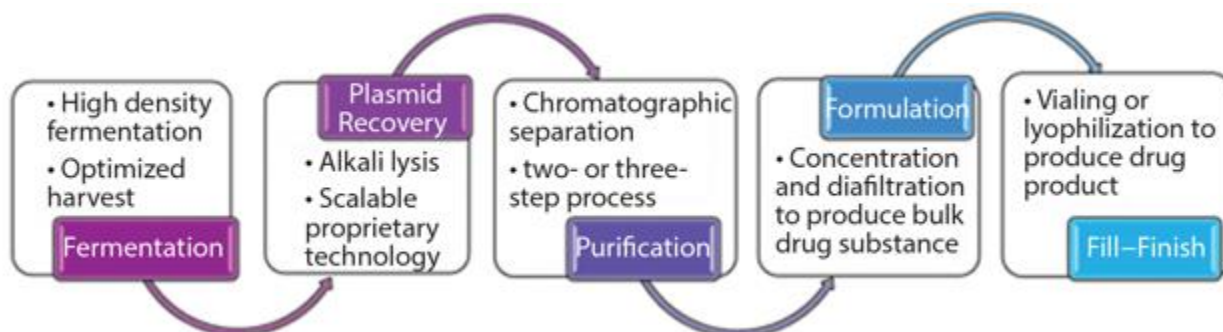 • High density
fermentation
• Optimized
harvest
Fermentation
Plasmid
Recovery
• Alkali lysis
• Scalable
proprietary
technology
• Chromatographic
separation
• two- or three-
step process
Purification
Formulation
• Concentration
and diafiltration
to produce bulk
drug substance
• Vialing or
lyophilization to
produce drug
product
Fill–Finish